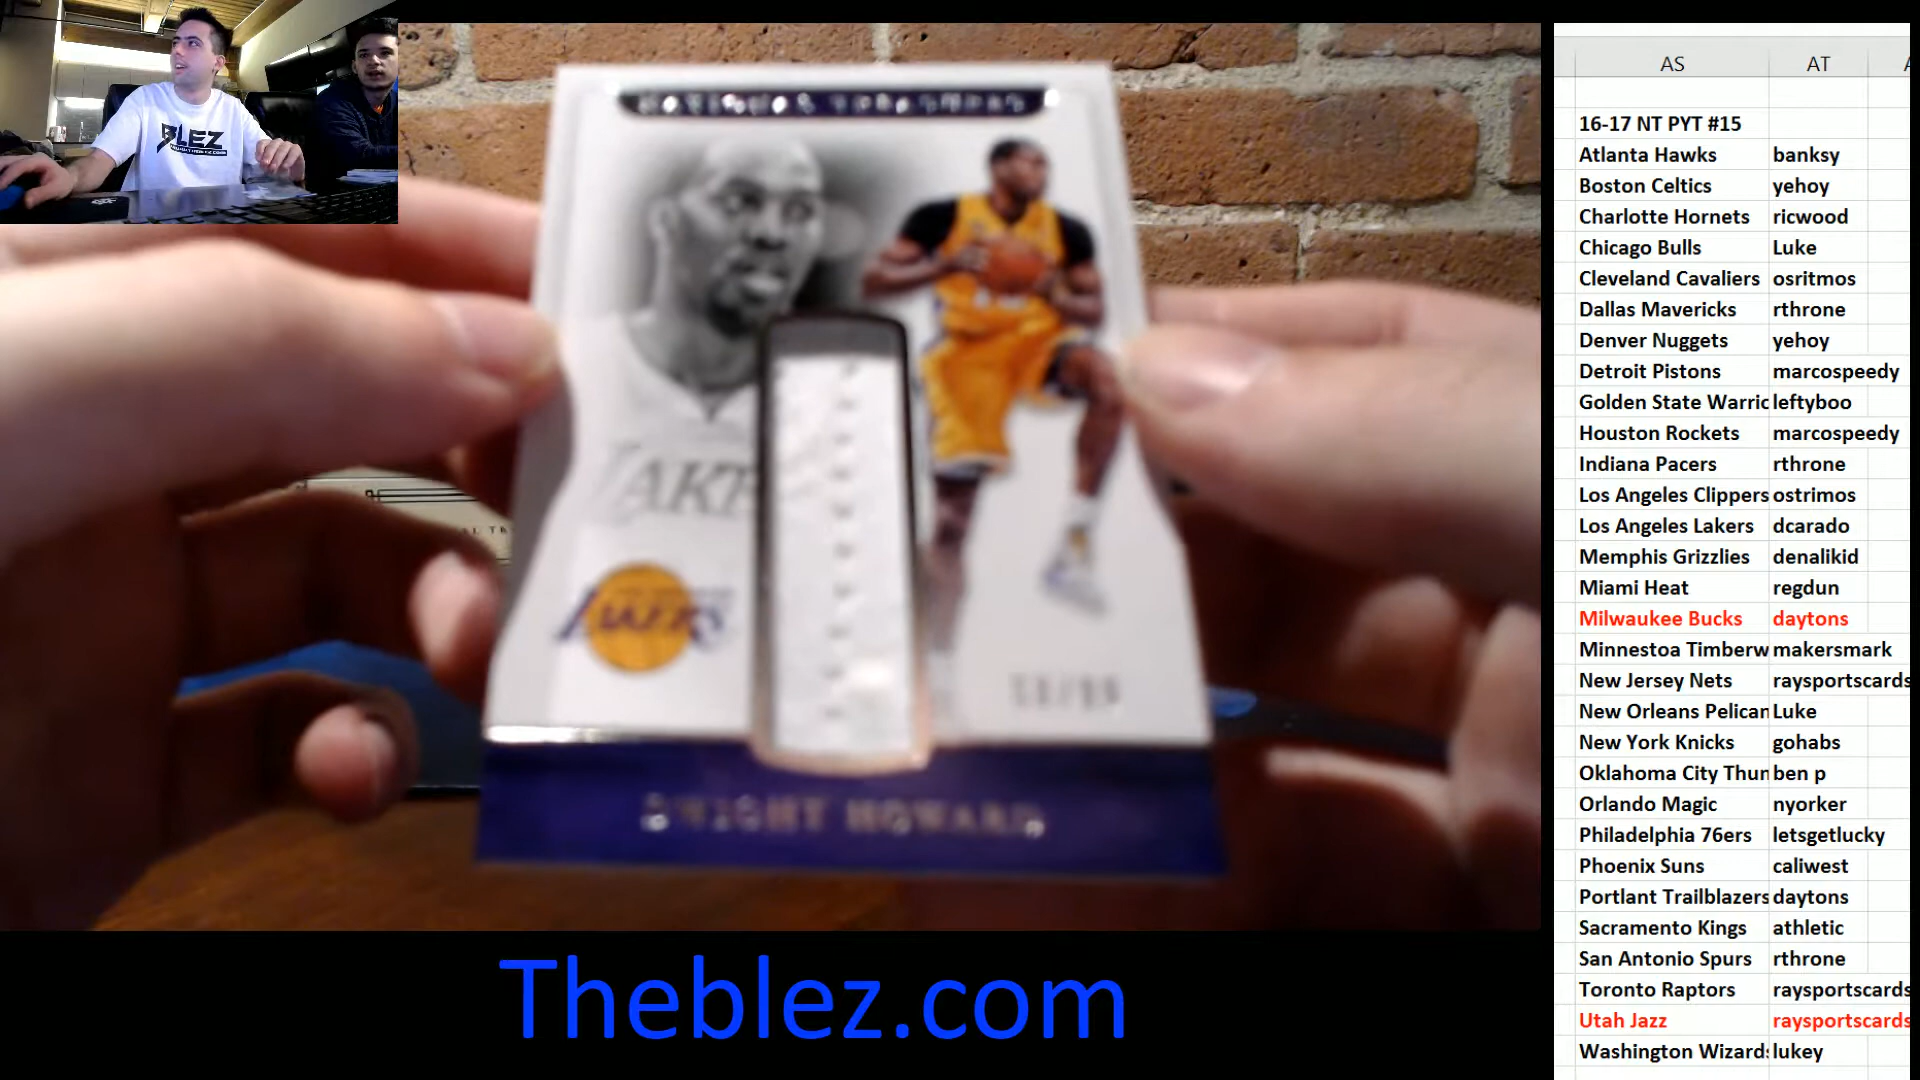 BLEZ
LAKE
LAKERS
DWIGHT HOWARD
Theblez.com
AS AT
16-17 NT PYT #15
Atlanta Hawks banksy
Boston Celtics yehoy
Charlotte Hornets ricwood
Chicago Bulls Luke
Cleveland Cavaliers osritmos
Dallas Mavericks rthrone
Denver Nuggets yehoy
Detroit Pistons marcospeedy
Golden State Warric leftyboo
Houston Rockets marcospeedy
Indiana Pacers rthrone
Los Angeles Clippers ostrimos
Los Angeles Lakers dcarado
Memphis Grizzlies denalikid
Miami Heat regdun
Milwaukee Bucks daytons
Minnestoa Timberw makersmark
New Jersey Nets raysportscards
New Orleans Pelican Luke
New York Knicks gohabs
Oklahoma City Thun ben p
Orlando Magic nyorker
Philadelphia 76ers letsgetlucky
Phoenix Suns caliwest
Portlant Trailblazers daytons
Sacramento Kings athletic
San Antonio Spurs rthrone
Toronto Raptors raysportscards
Utah Jazz raysportscards
Washington Wizards lukey